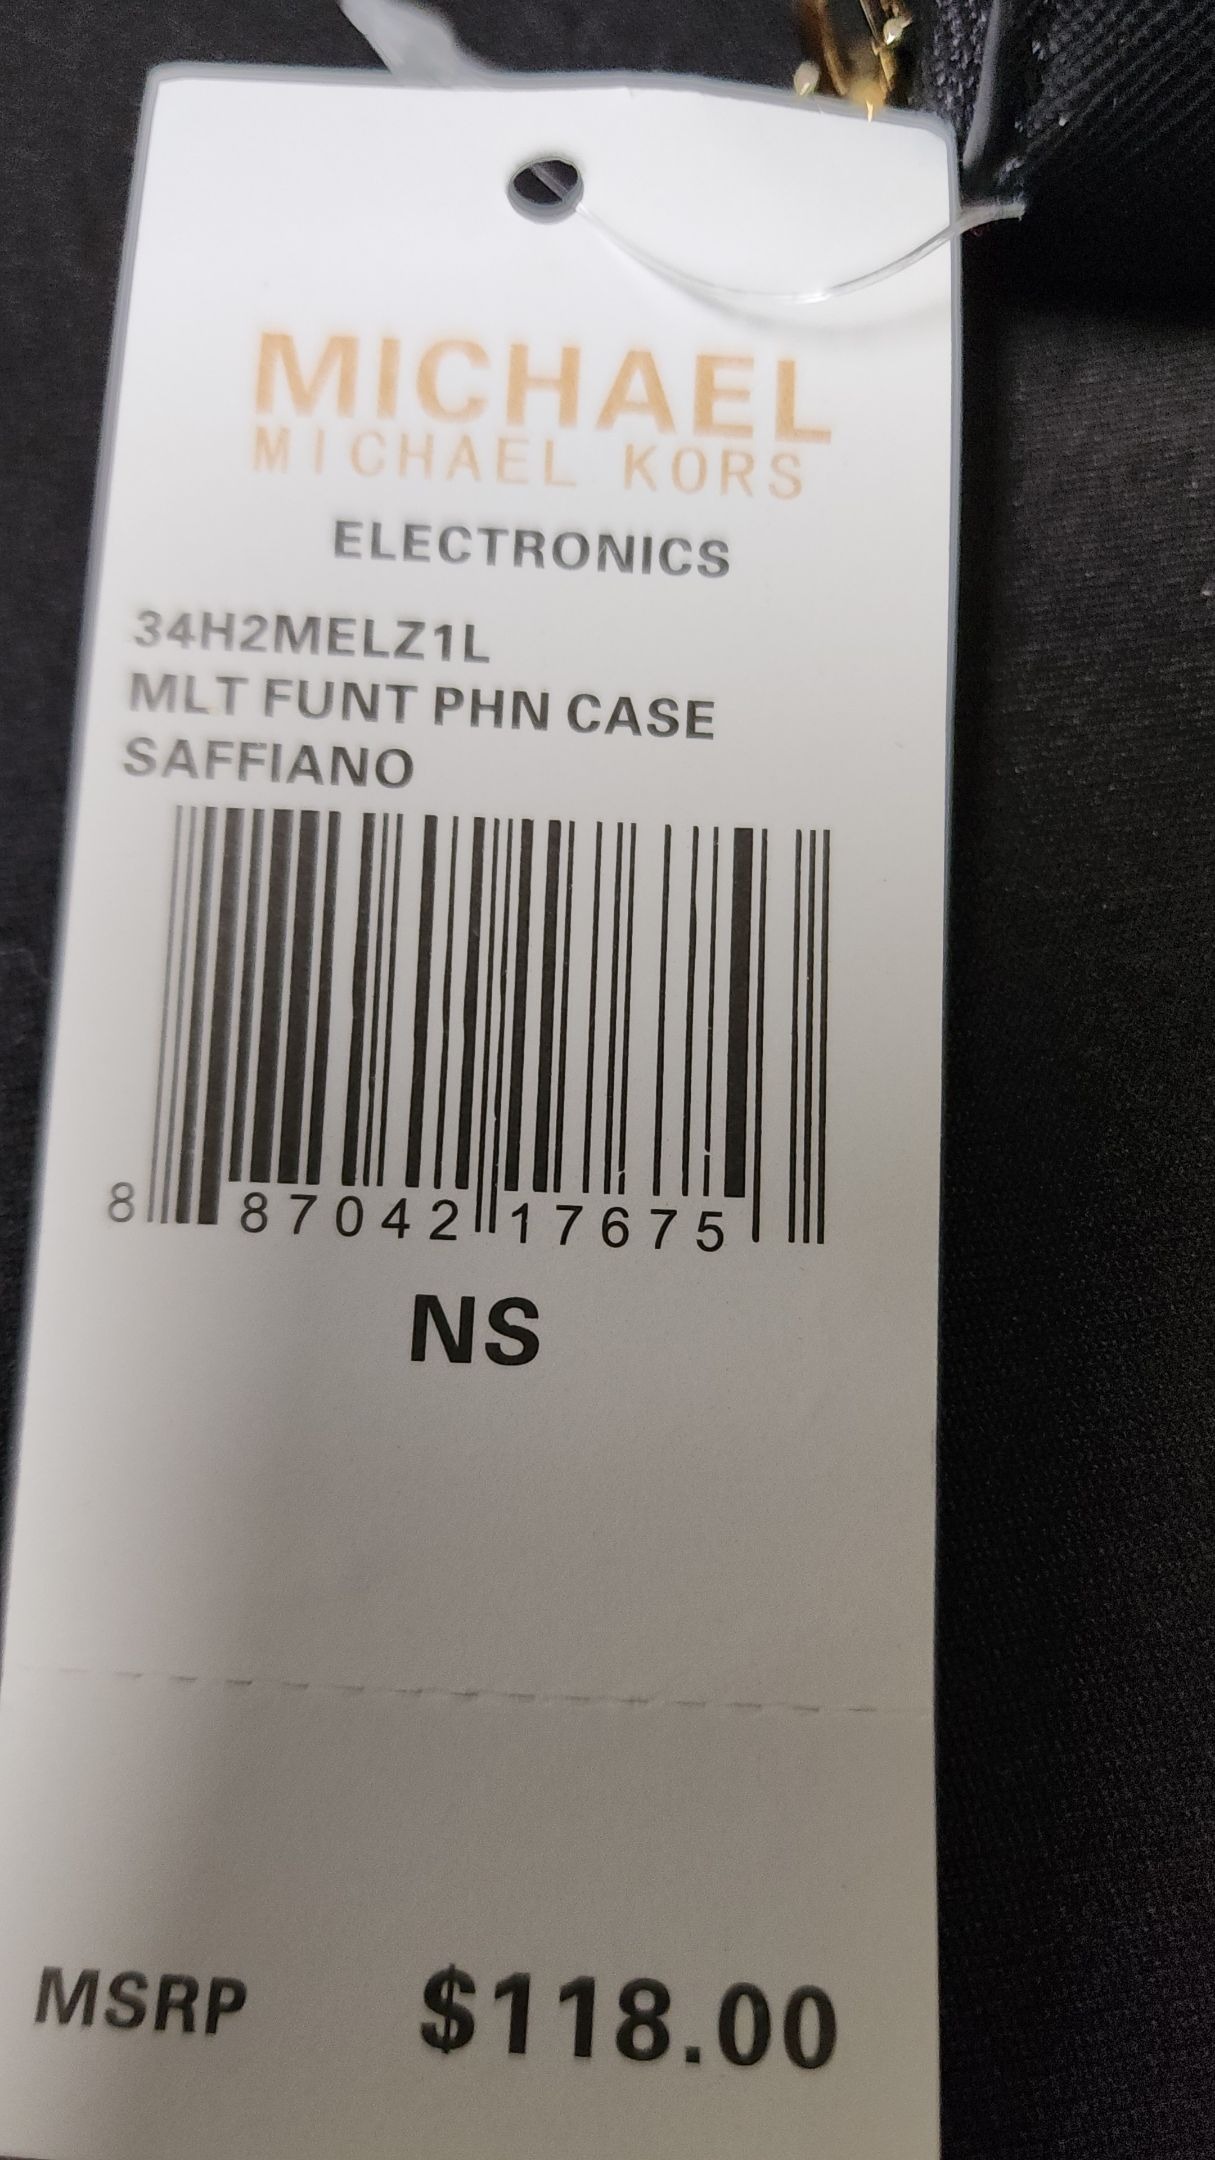 MICHAEL
MICHAEL KORS
ELECTRONICS
34H2MELZ1L
MLT FUNT PHN CASE
SAFFIANO
8 87042 17675
NS
MSRP $118.00